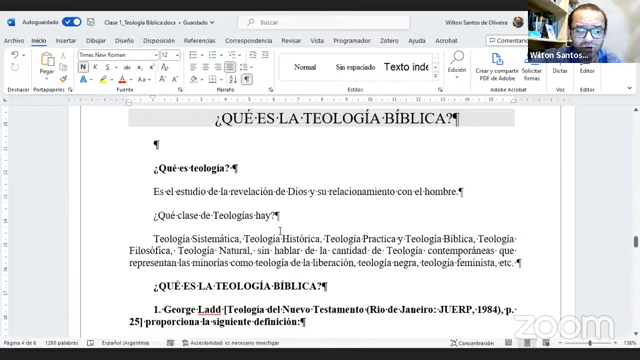 Autoguardado
Clase 1_Teología Bíblica.docx • Guardado
Buscar
Wilton Santos de Oliveira
Archivo Inicio Insertar Dibujar Diseño Disposición Referencias Correspondencia Revisar Vista Zotero Ayuda Acrobat
Comentarios
Wilton Santos...
Pegar
Times New Roman 12
Normal Sin espaciado Texto inde
Edición
Crear y compartir PDF de Adobe
Solicitar firmas
Dictar
Editor
Portapapeles Fuente Párrafo Estilos Adobe Acrobat
¿QUÉ·ES·LA·TEOLOGÍA·BÍBLICA?¶
¶
¿Qué·es·teología?·¶
Es·el·estudio·de·la·revelación·de·Dios·y·su·relacionamiento·con·el·hombre.¶
¿Qué·clase·de·Teologías·hay?¶
Teología·Sistemática,·Teología·Histórica,·Teología·Practica·y·Teología·Bíblica,·Teología·
Filosófica,·Teología·Natural,·sin·hablar·de·la·cantidad·de·Teología·contemporáneas·que·
representan·las·minorías·como·teología·de·la·liberación,·teología·negra,·teología·feminista,·etc.·¶
¿QUÉ·ES·LA·TEOLOGÍA·BÍBLICA?¶
1.·George·Ladd·[Teología·del·Nuevo·Testamento·(Rio·de·Janeiro:·JUERP,·1984),·p.·
25]·proporciona·la·siguiente·definición:¶
Página 4 de 6 1260 palabras Español (Argentina) Accesibilidad: es necesario investigar
136%
zoom